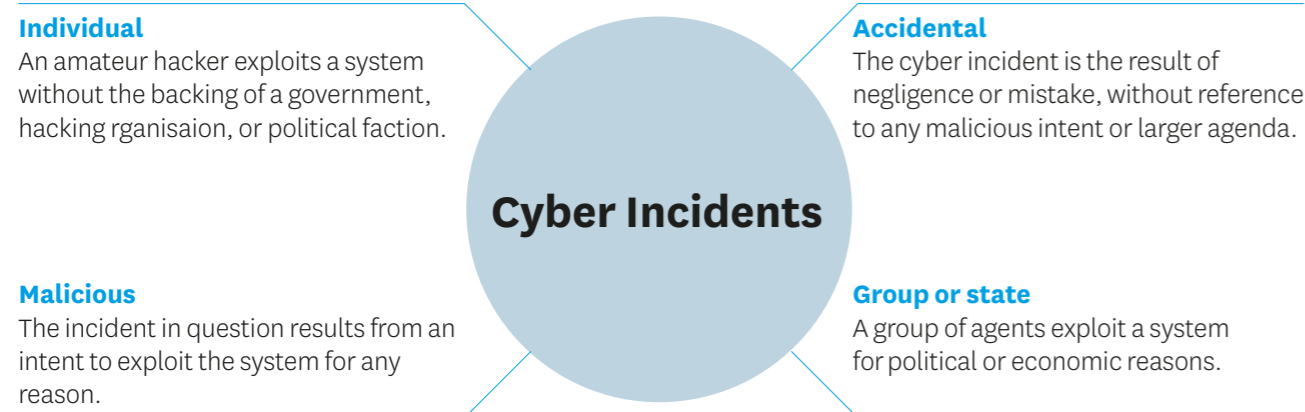 Individual
An amateur hacker exploits a system
without the backing of a government,
hacking rganisaion, or political faction.
Accidental
The cyber incident is the result of
negligence or mistake, without reference
to any malicious intent or larger agenda.
Cyber Incidents
Malicious
The incident in question results from an
intent to exploit the system for any
reason.
Group or state
A group of agents exploit a system
for political or economic reasons.